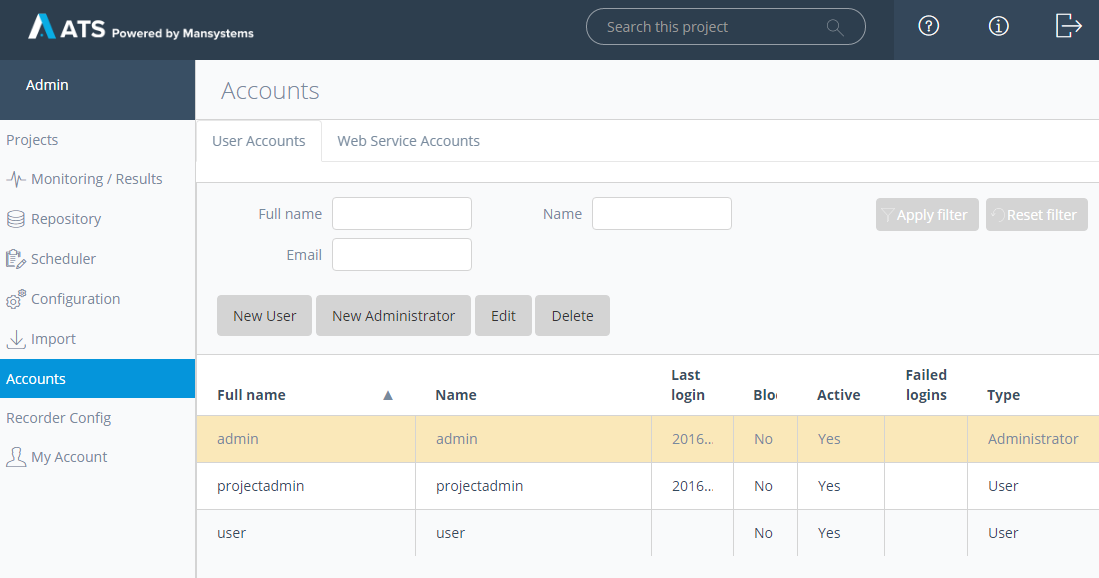 ATS Powered by Mansystems
Search this project
Admin
Accounts
Projects
Monitoring / Results
Repository
Scheduler
Configuration
Import
Accounts
Recorder Config
My Account
User Accounts Web Service Accounts
Full name Name Apply filter Reset filter
Email
New User New Administrator Edit Delete
Full name ▲ Name Last login Bloc Active Failed logins Type
admin admin 2016... No Yes Administrator
projectadmin projectadmin 2016... No Yes User
user user No Yes User